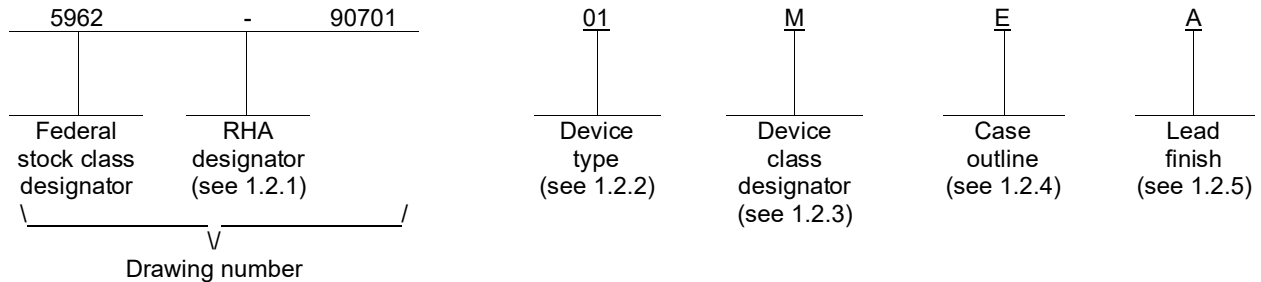 5962 - 90701 01 M E A
Federal stock class designator
RHA designator (see 1.2.1)
Device type (see 1.2.2)
Device class designator (see 1.2.3)
Case outline (see 1.2.4)
Lead finish (see 1.2.5)
\ /
\/
Drawing number